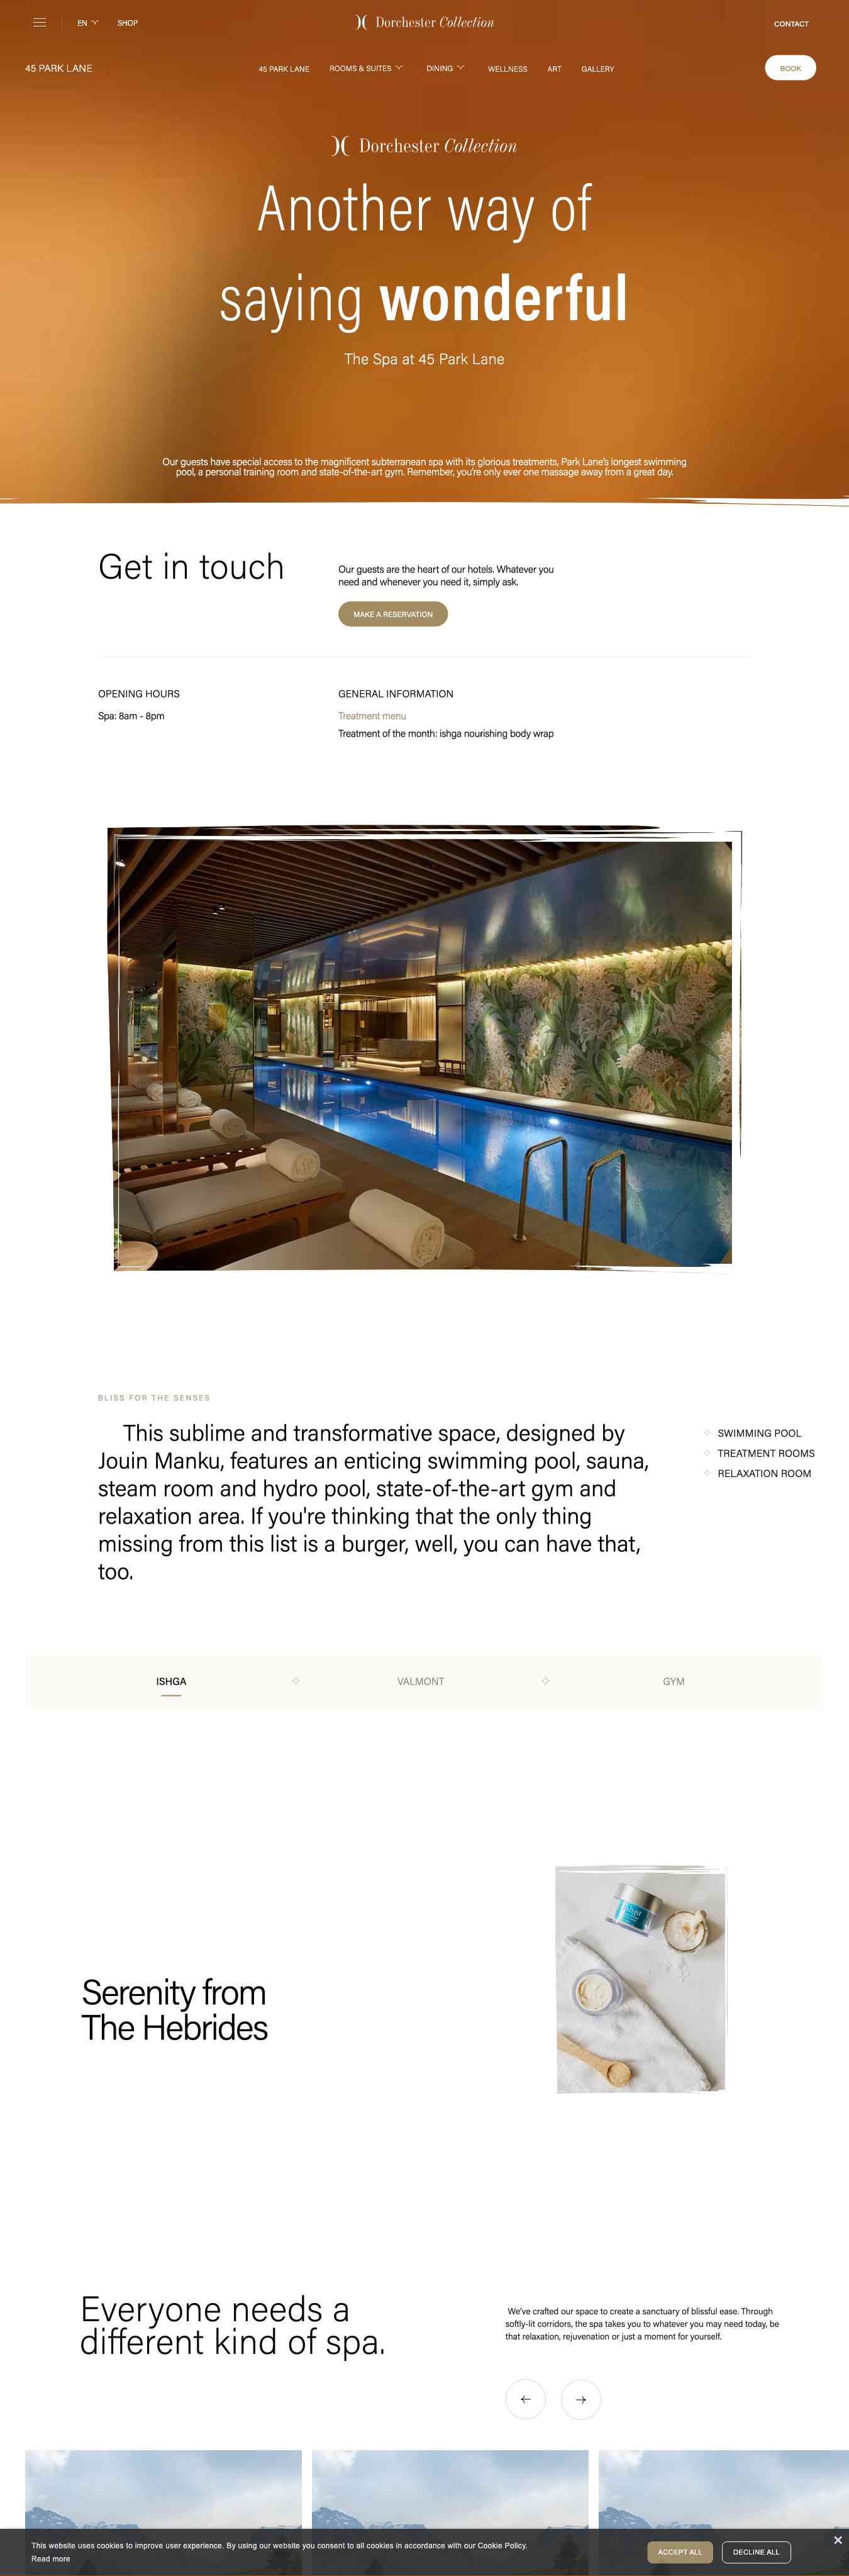 EN
SHOP
Dorchester Collection
CONTACT
45 PARK LANE
45 PARK LANE
ROOMS & SUITES
DINING
WELLNESS
ART
GALLERY
BOOK
Dorchester Collection
Another way of
saying wonderful
The Spa at 45 Park Lane
Our guests have special access to the magnificent subterranean spa with its glorious treatments, Park Lane's longest swimming
pool, a personal training room and state-of-the-art gym. Remember, you're only ever one massage away from a great day.
Get in touch
Our guests are the heart of our hotels. Whatever you
need and whenever you need it, simply ask.
MAKE A RESERVATION
OPENING HOURS
Spa: 8am - 8pm
GENERAL INFORMATION
Treatment menu
Treatment of the month: ishga nourishing body wrap
BLISS FOR THE SENSES
This sublime and transformative space, designed by
Jouin Manku, features an enticing swimming pool, sauna,
steam room and hydro pool, state-of-the-art gym and
relaxation area. If you're thinking that the only thing
missing from this list is a burger, well, you can have that,
too.
SWIMMING POOL
TREATMENT ROOMS
RELAXATION ROOM
ISHGA
VALMONT
GYM
ishga
Serenity from
The Hebrides
Everyone needs a
different kind of spa.
We've crafted our space to create a sanctuary of blissful ease. Through
softly-lit corridors, the spa takes you to whatever you may need today, be
that relaxation, rejuvenation or just a moment for yourself.
This website uses cookies to improve user experience. By using our website you consent to all cookies in accordance with our Cookie Policy.
Read more
ACCEPT ALL
DECLINE ALL